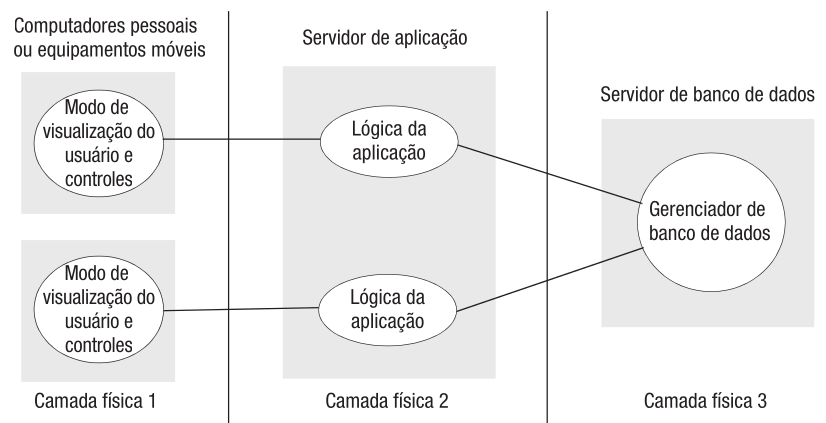 Computadores pessoais
ou equipamentos móveis
Servidor de aplicação
Servidor de banco de dados
Modo de
visualização do
usuário e
controles
Lógica da
aplicação
Gerenciador de
banco de dados
Modo de
visualização do
usuário e
controles
Lógica da
aplicação
Camada física 1
Camada física 2
Camada física 3